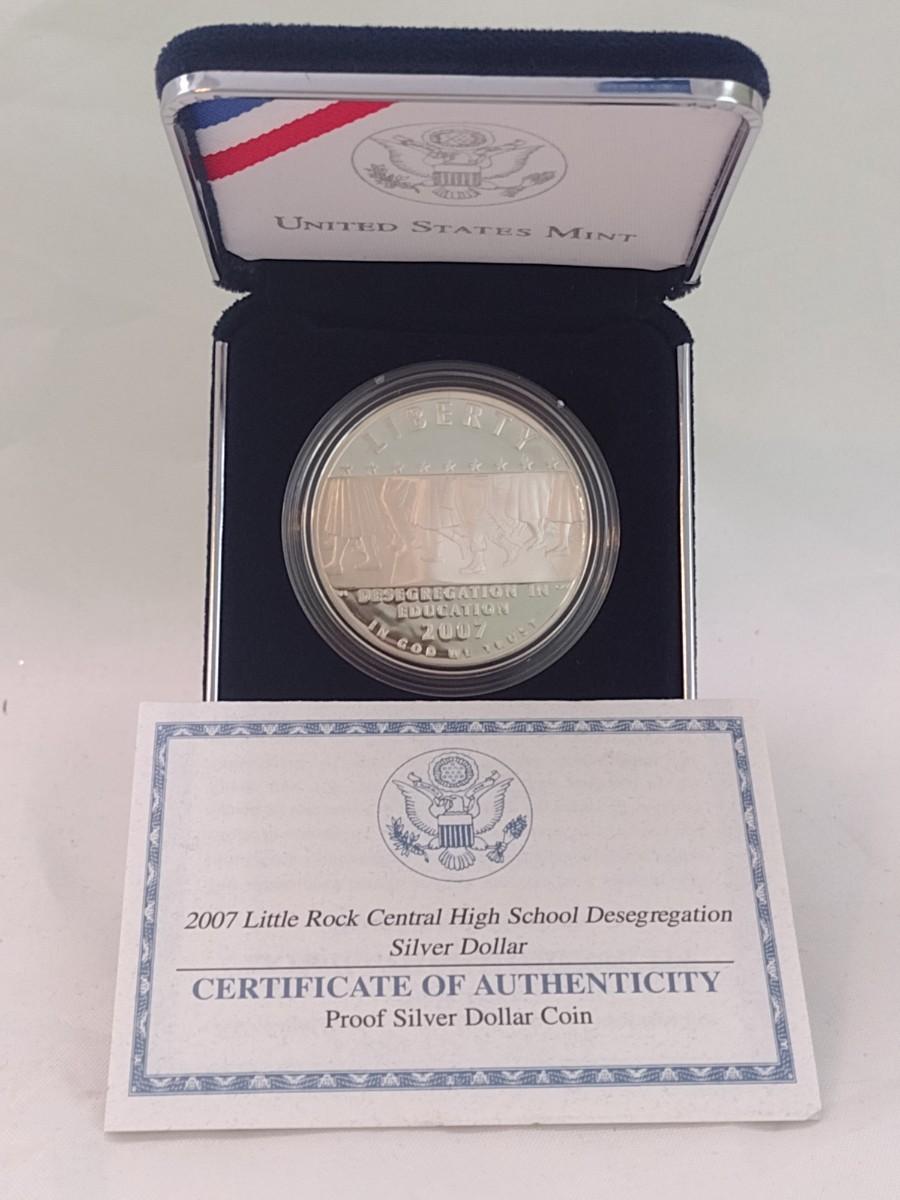 UNITED STATES MINT
LIBERTY
"DESEGREGATION IN
EDUCATION"
2007
IN GOD WE TRUST
2007 Little Rock Central High School Desegregation
Silver Dollar
CERTIFICATE OF AUTHENTICITY
Proof Silver Dollar Coin